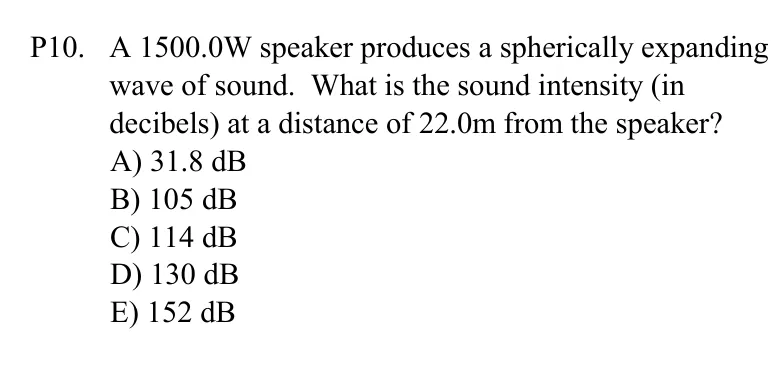 P10. A 1500.0W speaker produces a spherically expanding
wave of sound. What is the sound intensity (in
decibels) at a distance of 22.0m from the speaker?
A) 31.8 dB
B) 105 dB
C) 114 dB
D) 130 dB
E) 152 dB